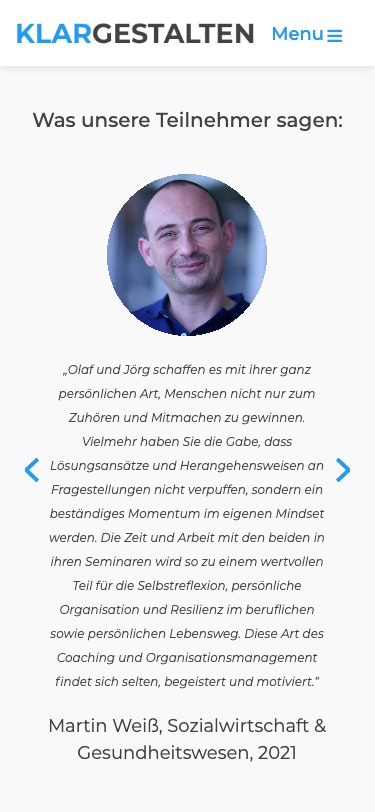 KLARGESTALTEN Menu
Was unsere Teilnehmer sagen:
„Olaf und Jörg schaffen es mit ihrer ganz
persönlichen Art, Menschen nicht nur zum
Zuhören und Mitmachen zu gewinnen.
Vielmehr haben Sie die Gabe, dass
Lösungsansätze und Herangehensweisen an
Fragestellungen nicht verpuffen, sondern ein
beständiges Momentum im eigenen Mindset
werden. Die Zeit und Arbeit mit den beiden in
ihren Seminaren wird so zu einem wertvollen
Teil für die Selbstreflexion, persönliche
Organisation und Resilienz im beruflichen
sowie persönlichen Lebensweg. Diese Art des
Coaching und Organisationsmanagement
findet sich selten, begeistert und motiviert.“
Martin Weiß, Sozialwirtschaft &
Gesundheitswesen, 2021